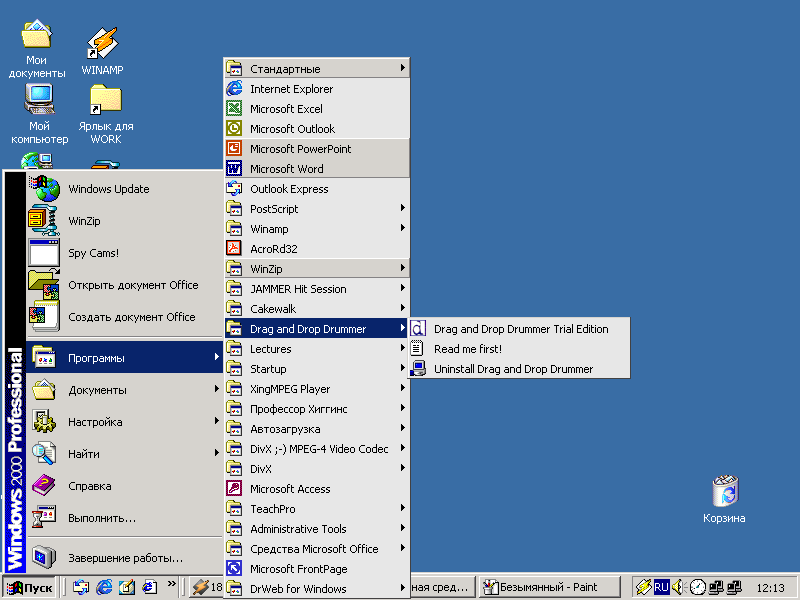 Мои
документы
WINAMP
Мой
компьютер
Ярлык для
WORK
Windows 2000 Professional
Windows Update
WinZip
Spy Cams!
Открыть документ Office
Создать документ Office
Программы
Документы
Настройка
Найти
Справка
Выполнить...
Завершение работы...
Стандартные
Internet Explorer
Microsoft Excel
Microsoft Outlook
Microsoft PowerPoint
Microsoft Word
Outlook Express
PostScript
Winamp
AcroRd32
WinZip
JAMMER Hit Session
Cakewalk
Drag and Drop Drummer
Lectures
Startup
XingMPEG Player
Профессор Хиггинс
Автозагрузка
DivX ;-) MPEG-4 Video Codec
DivX
Microsoft Access
TeachPro
Administrative Tools
Средства Microsoft Office
Microsoft FrontPage
DrWeb for Windows
Drag and Drop Drummer Trial Edition
Read me first!
Uninstall Drag and Drop Drummer
Корзина
Пуск
»
18
ная сред...
Безымянный - Paint
RU
12:13